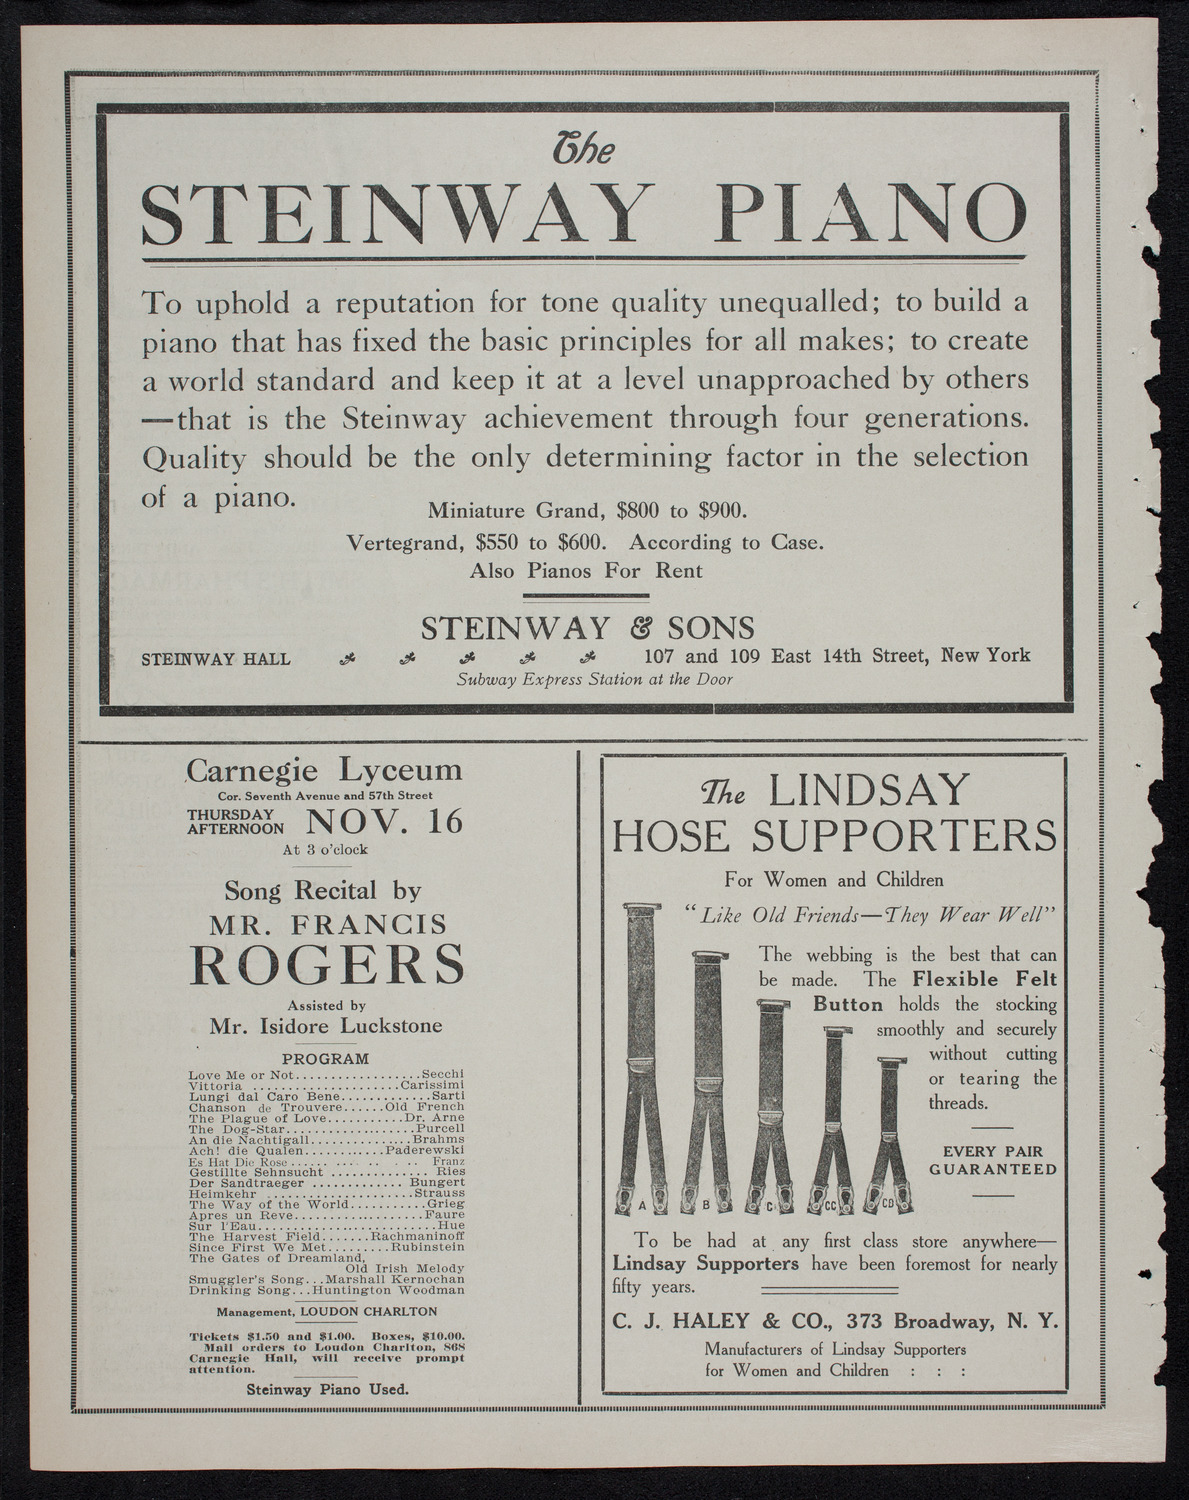 The
STEINWAY PIANO
To uphold a reputation for tone quality unequalled; to build a
piano that has fixed the basic principles for all makes; to create
a world standard and keep it at a level unapproached by others
—that is the Steinway achievement through four generations.
Quality should be the only determining factor in the selection
of a piano.
Miniature Grand, $800 to $900.
Vertegrand, $550 to $600. According to Case.
Also Pianos For Rent
STEINWAY & SONS
STEINWAY HALL 107 and 109 East 14th Street, New York
Subway Express Station at the Door
Carnegie Lyceum
Cor. Seventh Avenue and 57th Street
THURSDAY
AFTERNOON NOV. 16
At 3 o'clock
Song Recital by
MR. FRANCIS
ROGERS
Assisted by
Mr. Isidore Luckstone
PROGRAM
Love Me or Not.................Secchi
Vittoria .....................Carissimi
Lungi dal Caro Bene.............Sarti
Chanson de Trouvere......Old French
The Plague of Love...........Dr. Arne
The Dog-Star....................Purcell
An die Nachtigall...............Brahms
Ach! die Qualen............Paderewski
Es Hat Die Rose...... .... .. . .. Franz
Gestillte Sehnsucht .............. Ries
Der Sandtraeger ............. Bungert
Heimkehr .....................Strauss
The Way of the World...........Grieg
Apres un Reve...................Faure
Sur l'Eau..........................Hue
The Harvest Field.......Rachmaninoff
Since First We Met.........Rubinstein
The Gates of Dreamland,
Old Irish Melody
Smuggler's Song...Marshall Kernochan
Drinking Song...Huntington Woodman
Management, LOUDON CHARLTON
Tickets $1.50 and $1.00. Boxes, $10.00.
Mail orders to Loudon Charlton, 868
Carnegie Hall, will receive prompt
attention.
Steinway Piano Used.
The LINDSAY
HOSE SUPPORTERS
For Women and Children
"Like Old Friends—They Wear Well"
The webbing is the best that can
be made. The Flexible Felt
Button holds the stocking
smoothly and securely
without cutting
or tearing the
threads.
EVERY PAIR
GUARANTEED
A B C CC CD
To be had at any first class store anywhere—
Lindsay Supporters have been foremost for nearly
fifty years.
C. J. HALEY & CO., 373 Broadway, N. Y.
Manufacturers of Lindsay Supporters
for Women and Children : : :